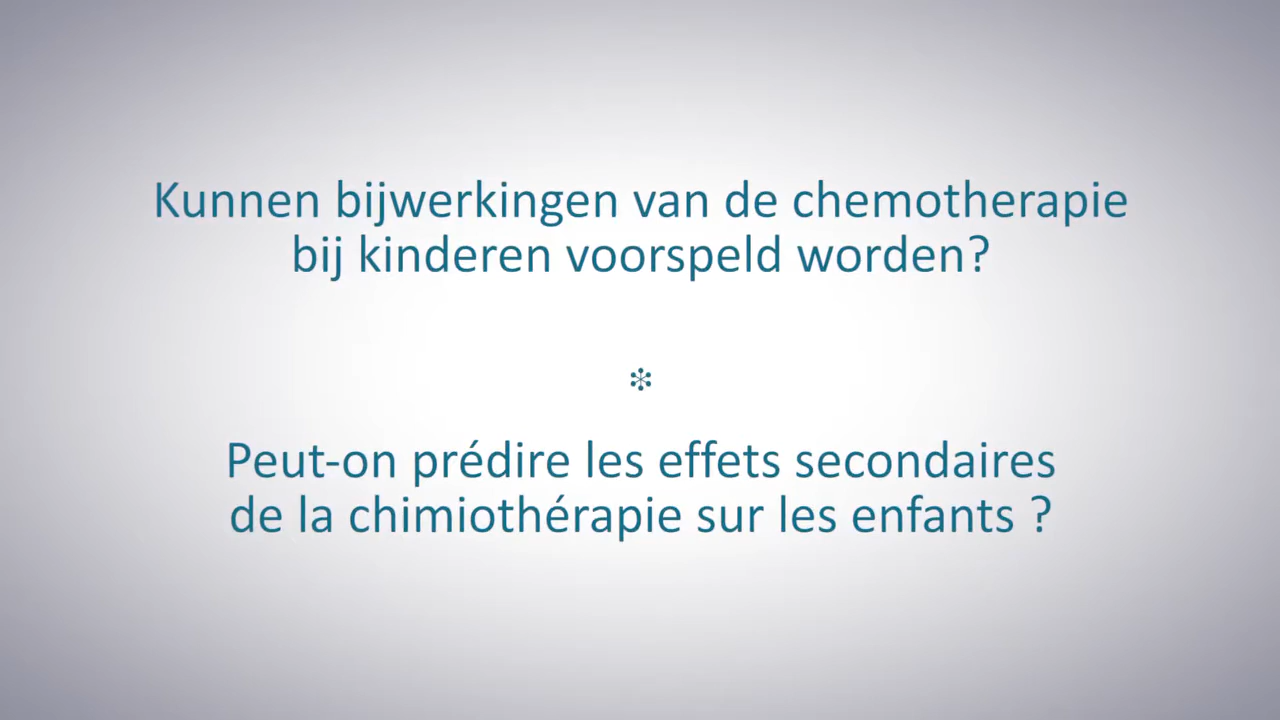 Kunnen bijwerkingen van de chemotherapie
bij kinderen voorspeld worden?
Peut-on prédire les effets secondaires
de la chimiothérapie sur les enfants ?